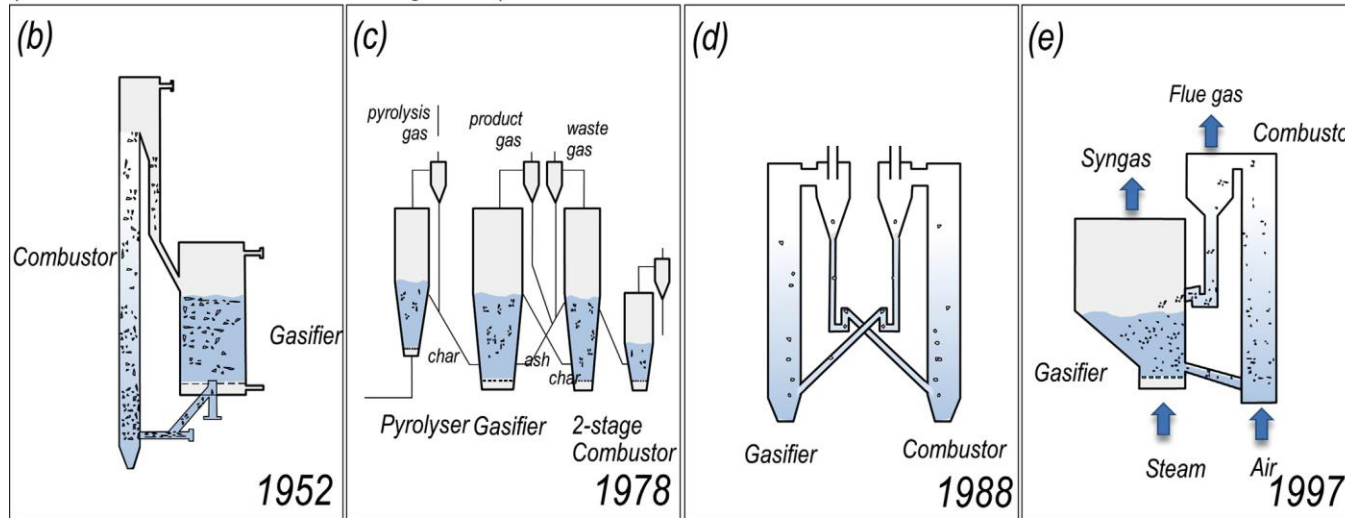 (b)
Combustor
Gasifier
1952
(c)
pyrolysis
gas
product
gas
waste
gas
char
ash
char
Pyrolyser
Gasifier
2-stage
Combustor
1978
(d)
Gasifier
Combustor
1988
(e)
Flue gas
Combusto
Syngas
Gasifier
Steam
Air
1997